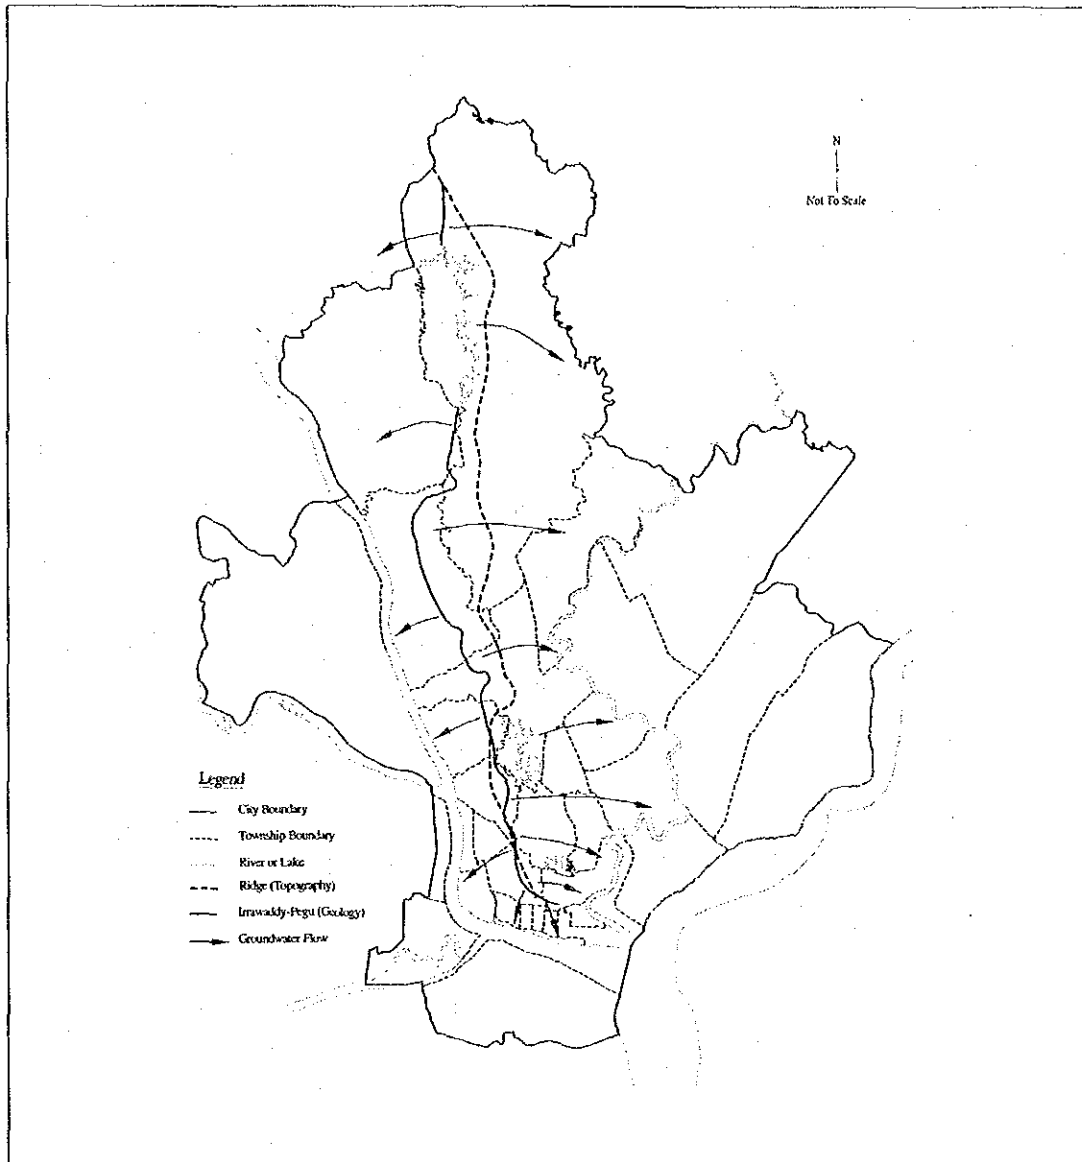 N
Not To Scale
Legend
City Boundary
Township Boundary
River or Lake
Ridge (Topography)
Irrawaddy-Pegu (Geology)
Groundwater Flow